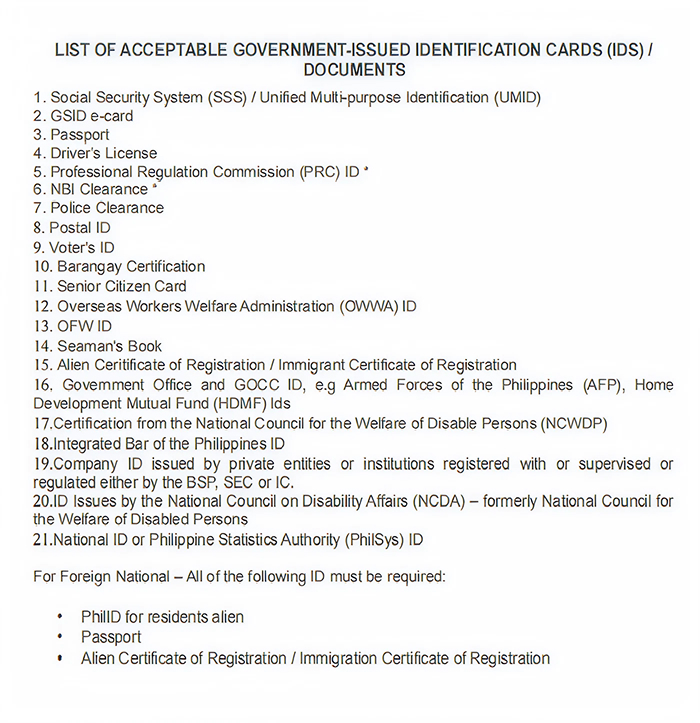 LIST OF ACCEPTABLE GOVERNMENT-ISSUED IDENTIFICATION CARDS (IDS) /
DOCUMENTS
1. Social Security System (SSS) / Unified Multi-purpose Identification (UMID)
2. GSID e-card
3. Passport
4. Driver's License
5. Professional Regulation Commission (PRC) ID *
6. NBI Clearance *
7. Police Clearance
8. Postal ID
9. Voter's ID
10. Barangay Certification
11. Senior Citizen Card
12. Overseas Workers Welfare Administration (OWWA) ID
13. OFW ID
14. Seaman's Book
15. Alien Ceritificate of Registration / Immigrant Certificate of Registration
16. Government Office and GOCC ID, e.g Armed Forces of the Philippines (AFP), Home
Development Mutual Fund (HDMF) Ids
17.Certification from the National Council for the Welfare of Disable Persons (NCWDP)
18.Integrated Bar of the Philippines ID
19.Company ID issued by private entities or institutions registered with or supervised or
regulated either by the BSP, SEC or IC.
20.ID Issues by the National Council on Disability Affairs (NCDA) – formerly National Council for
the Welfare of Disabled Persons
21.National ID or Philippine Statistics Authority (PhilSys) ID
For Foreign National – All of the following ID must be required:
• PhilID for residents alien
• Passport
• Alien Certificate of Registration / Immigration Certificate of Registration